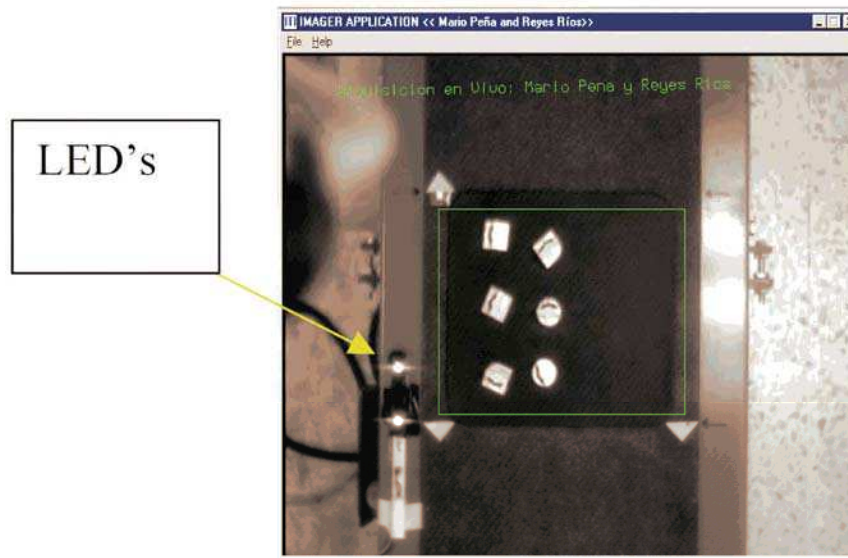 IMAGER APPLICATION << Mario Peña and Reyes Ríos>>
File Help
Adquisicion en Vivo: Mario Pena y Reyes Rios
LED's